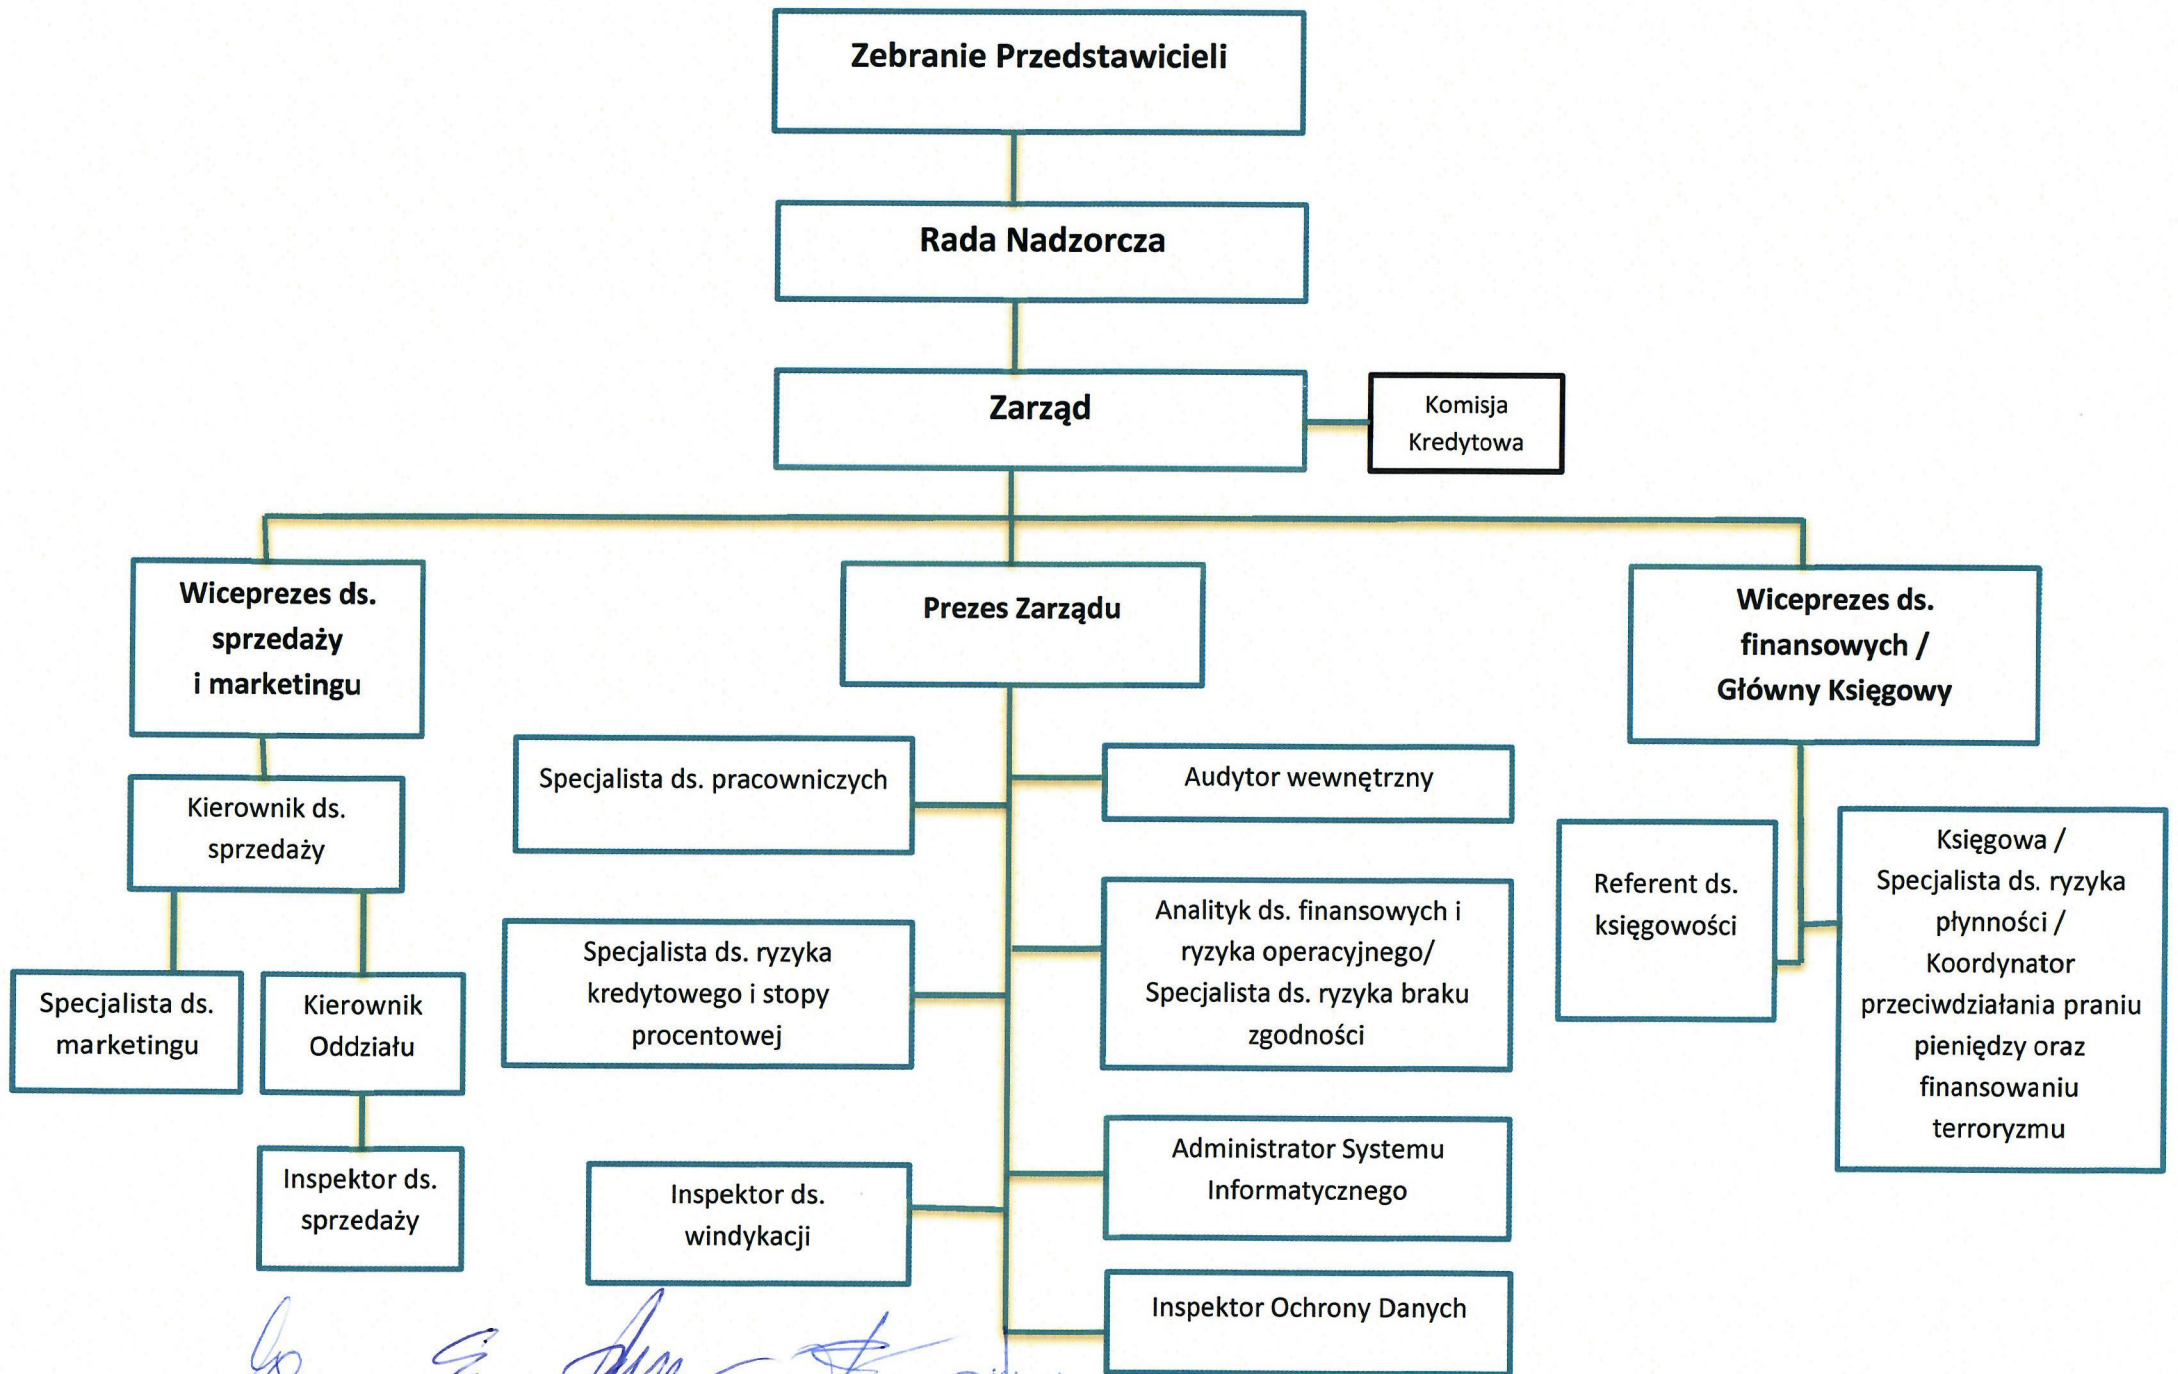 Zebranie Przedstawicieli
Rada Nadzorcza
Zarząd
Komisja
Kredytowa
Wiceprezes ds.
sprzedaży
i marketingu
Prezes Zarządu
Wiceprezes ds.
finansowych /
Główny Księgowy
Kierownik ds.
sprzedaży
Specjalista ds.
marketingu
Kierownik
Oddziału
Inspektor ds.
sprzedaży
Specjalista ds. pracowniczych
Specjalista ds. ryzyka
kredytowego i stopy
procentowej
Inspektor ds.
windykacji
Audytor wewnętrzny
Analityk ds. finansowych i
ryzyka operacyjnego/
Specjalista ds. ryzyka braku
zgodności
Administrator Systemu
Informatycznego
Inspektor Ochrony Danych
Referent ds.
księgowości
Księgowa /
Specjalista ds. ryzyka
płynności /
Koordynator
przeciwdziałania praniu
pieniędzy oraz
finansowaniu
terroryzmu